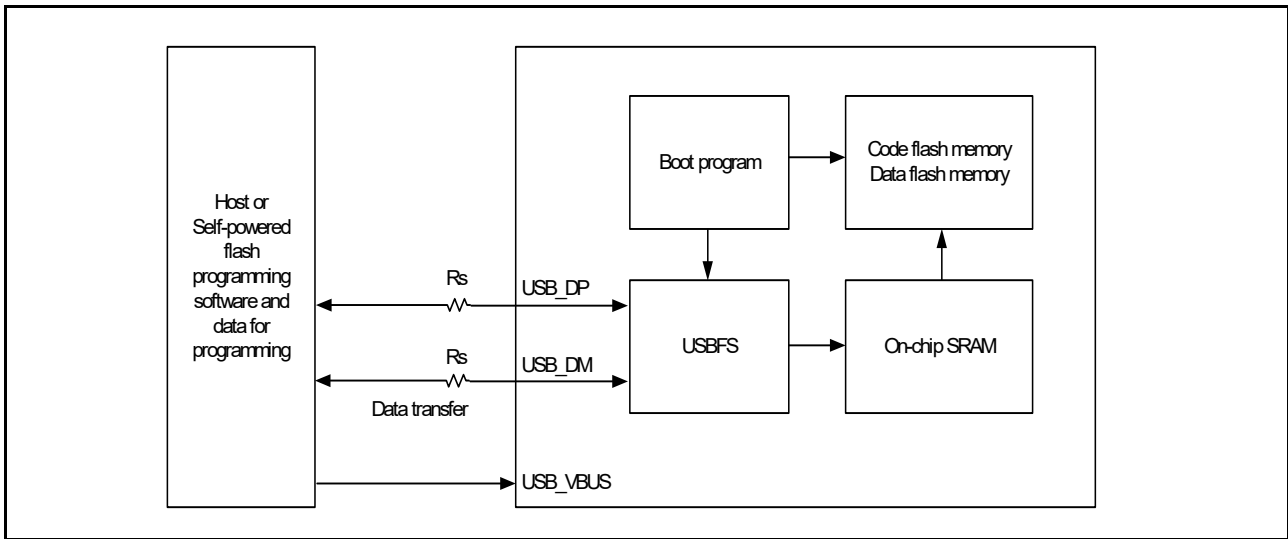 Host or
Self-powered
flash
programming
software and
data for
programming
Rs
USB_DP
Rs
USB_DM
Data transfer
USB_VBUS
Boot program
Code flash memory
Data flash memory
USBFS
On-chip SRAM